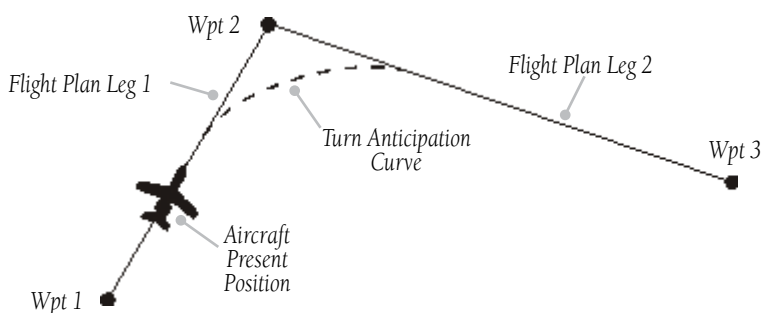 Wpt 2
Flight Plan Leg 1
Flight Plan Leg 2
Turn Anticipation
Curve
Wpt 3
Aircraft
Present
Position
Wpt 1